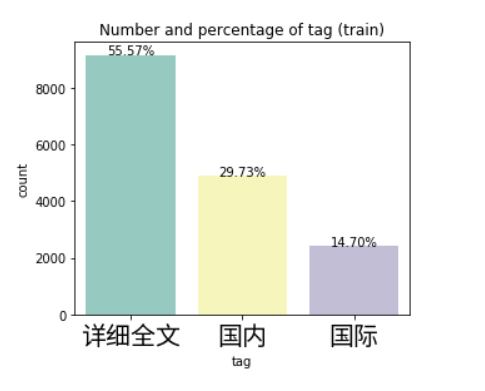 Number and percentage of tag (train)
55.57%
29.73%
14.70%
8000
6000
4000
2000
0
count
详细全文 国内 国际
tag